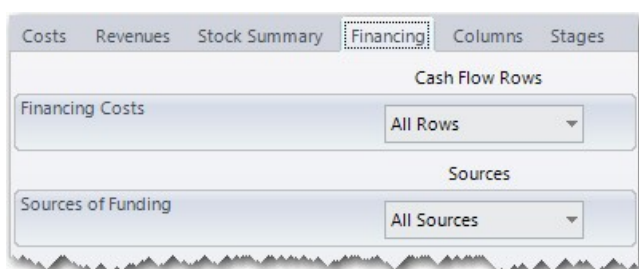 Costs Revenues Stock Summary Financing Columns Stages
Cash Flow Rows
Financing Costs
All Rows
Sources
Sources of Funding
All Sources